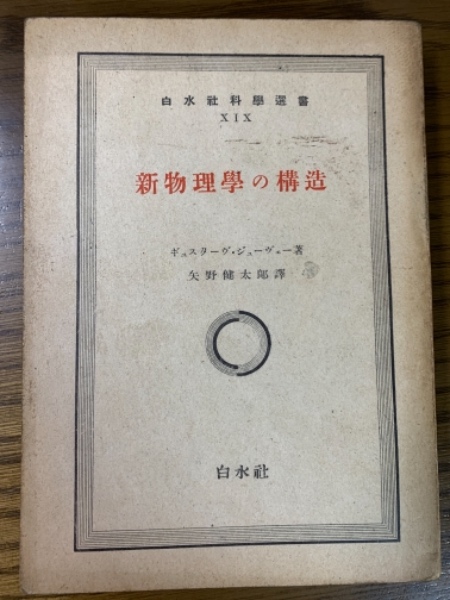 白水社科學選書
XIX
新物理學の構造
ギュスターヴ・ジューヴェー著
矢野健太郎譯
白水社